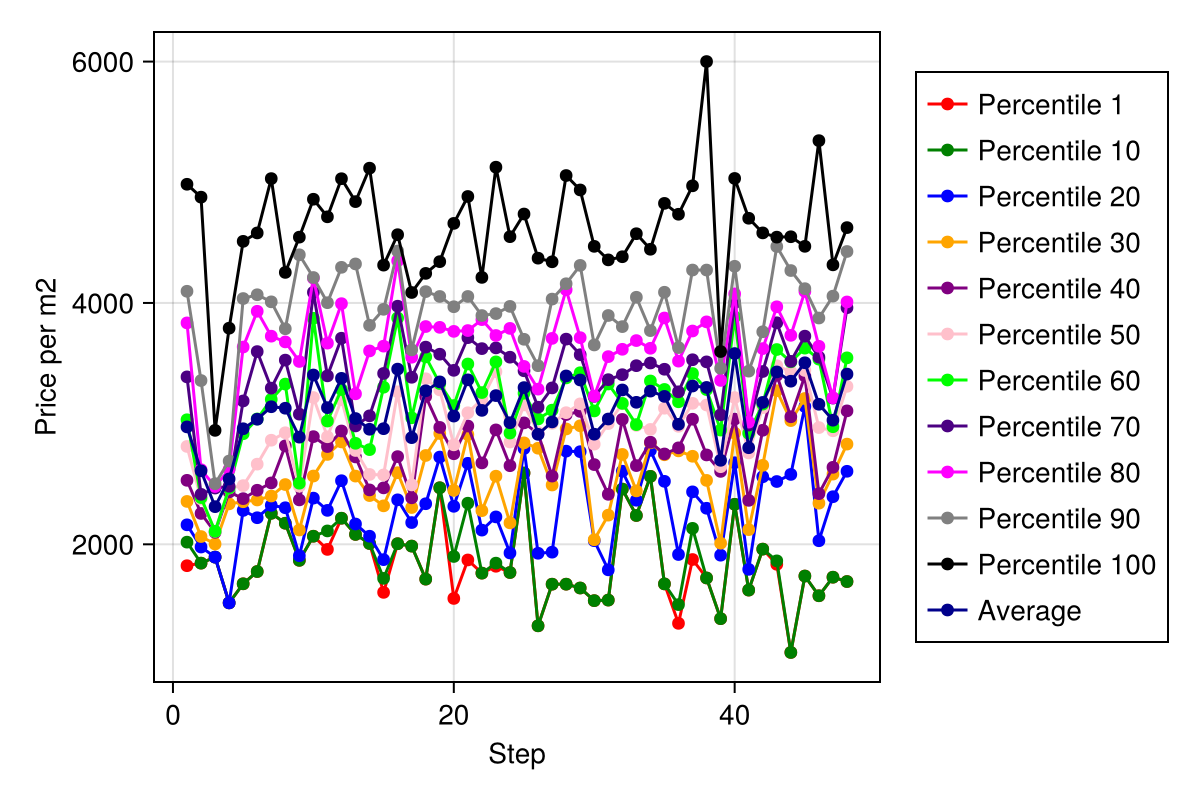 Price per m2
6000
4000
2000
0 20 40
Step
Percentile 1
Percentile 10
Percentile 20
Percentile 30
Percentile 40
Percentile 50
Percentile 60
Percentile 70
Percentile 80
Percentile 90
Percentile 100
Average